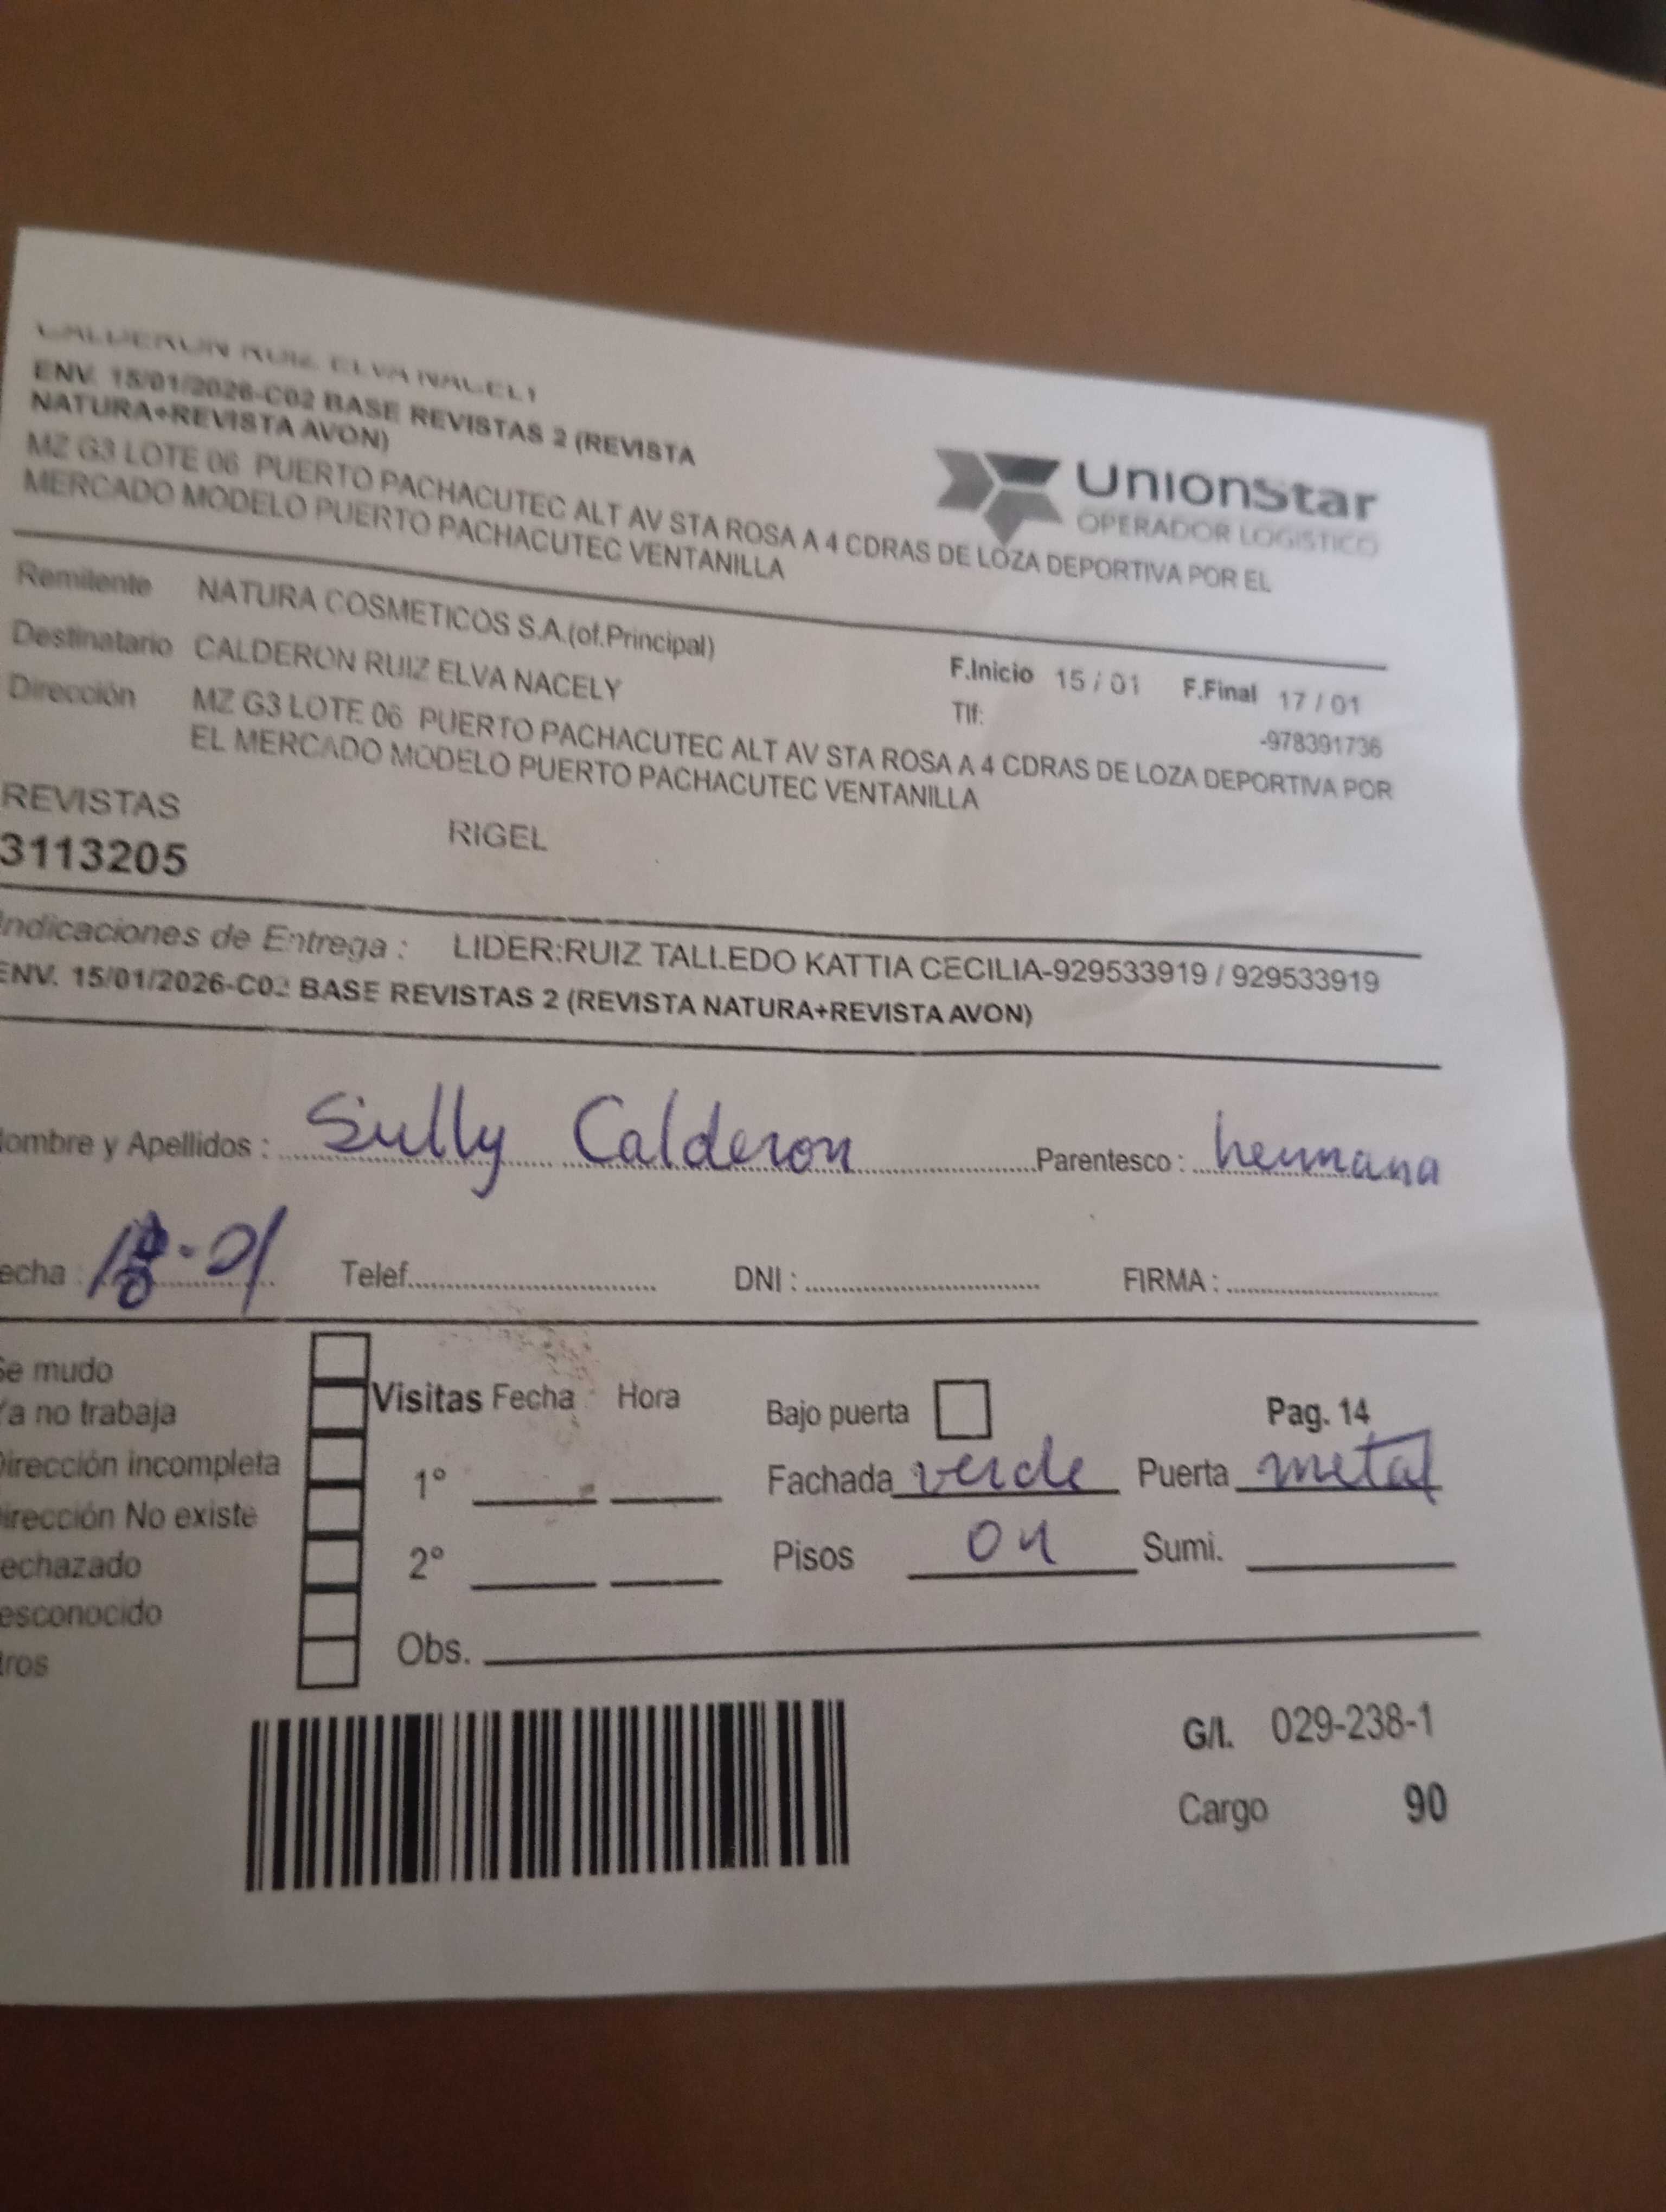 CALDERON RUIZ ELVA NACELY
ENV. 15/01/2026-C02 BASE REVISTAS 2 (REVISTA
NATURA+REVISTA AVON)
MZ G3 LOTE 06 PUERTO PACHACUTEC ALT AV STA ROSA A 4 CDRAS DE LOZA DEPORTIVA POR EL
MERCADO MODELO PUERTO PACHACUTEC VENTANILLA
UnionStar
OPERADOR LOGISTICO
Remitente NATURA COSMETICOS S.A.(of.Principal)
Destinatario CALDERON RUIZ ELVA NACELY
F.Inicio 15 / 01 F.Final 17 / 01
Tlf: -978391736
Dirección MZ G3 LOTE 06 PUERTO PACHACUTEC ALT AV STA ROSA A 4 CDRAS DE LOZA DEPORTIVA POR
EL MERCADO MODELO PUERTO PACHACUTEC VENTANILLA
REVISTAS
RIGEL
3113205
Indicaciones de Entrega : LIDER:RUIZ TALLEDO KATTIA CECILIA-929533919 / 929533919
ENV. 15/01/2026-C02 BASE REVISTAS 2 (REVISTA NATURA+REVISTA AVON)
ombre y Apellidos : Sully Calderon Parentesco : hermana
echa : -01 Telef. DNI : FIRMA :
Se mudo
Ya no trabaja
Dirección incompleta
irección No existe
echazado
esconocido
tros
Visitas Fecha Hora
1°
2°
Obs.
Bajo puerta Pag. 14
Fachada verde Puerta metal
Pisos 04 Sumi.
G/I. 029-238-1
Cargo 90